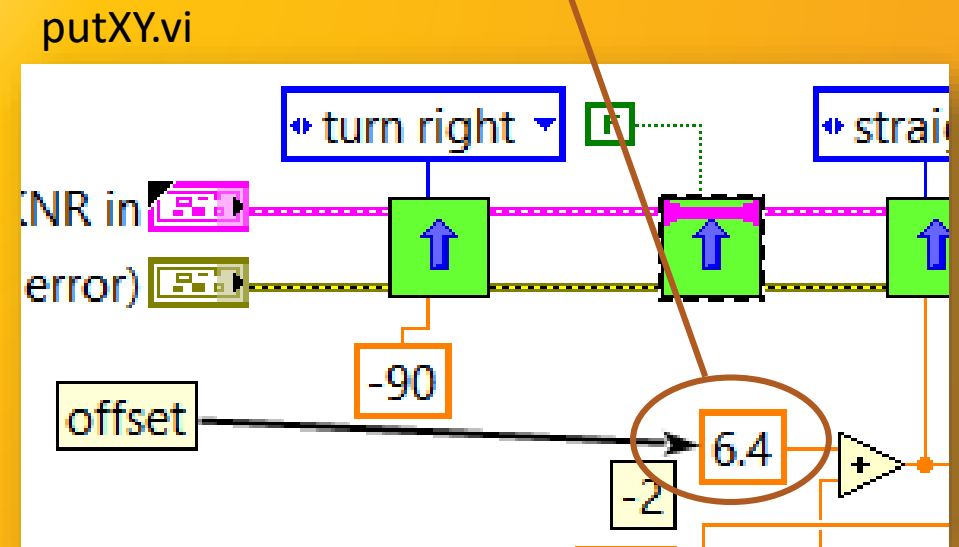 putXY.vi
turn right
F
straig
NR in
error)
-90
offset
6.4
-2
+